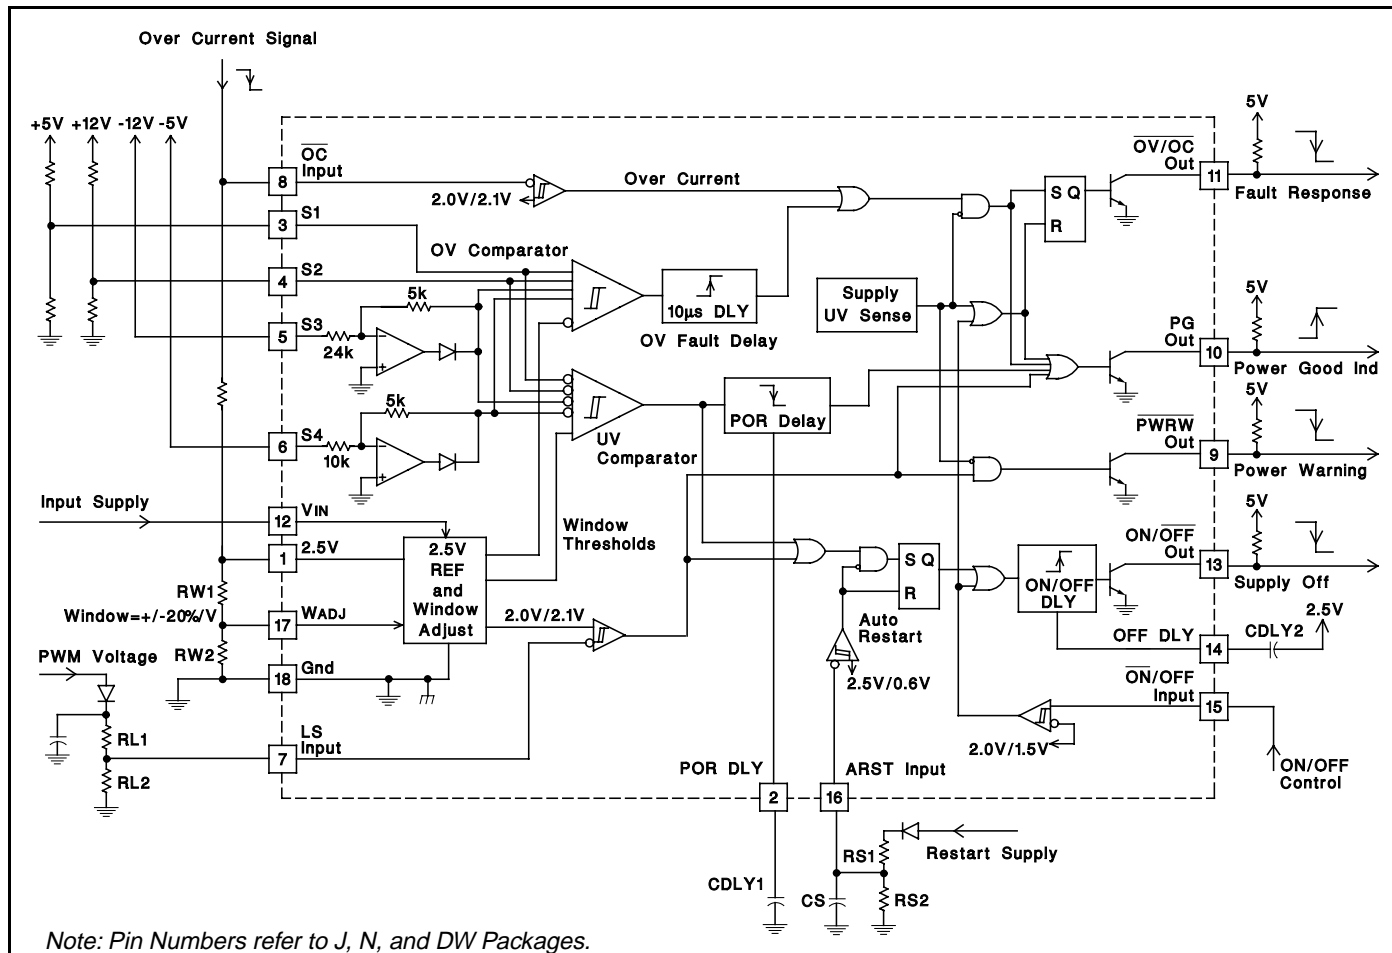 Over Current Signal
+5V +12V -12V -5V
OC
Input
8
S1
3
S2
4
S3
5
24k
5k
S4
6
10k
5k
2.0V/2.1V
Over Current
OV Comparator
10µs DLY
OV Fault Delay
Supply
UV Sense
S Q
R
OV/OC
Out
11
5V
Fault Response
PG
Out
10
5V
Power Good Ind
UV
Comparator
POR Delay
PWRW
Out
9
5V
Power Warning
Input Supply
12
VIN
1
2.5V
2.5V
REF
and
Window
Adjust
Window
Thresholds
RW1
Window=+/-20%/V
17
WADJ
RW2
PWM Voltage
18
Gnd
2.0V/2.1V
RL1
LS
Input
7
RL2
S Q
R
Auto
Restart
2.5V/0.6V
ON/OFF
DLY
ON/OFF
Out
13
5V
Supply Off
2.5V
OFF DLY
14
CDLY2
ON/OFF
Input
15
2.0V/1.5V
ON/OFF
Control
POR DLY
2
ARST Input
16
CDLY1
CS
RS1
RS2
Restart Supply
Note: Pin Numbers refer to J, N, and DW Packages.